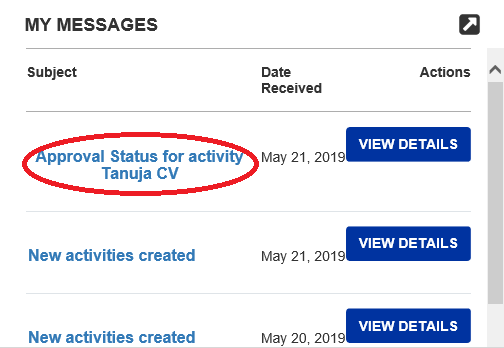 MY MESSAGES
Subject
Date Received
Actions
Approval Status for activity
Tanuja CV
May 21, 2019
VIEW DETAILS
New activities created
May 21, 2019
VIEW DETAILS
New activities created
May 20, 2019
VIEW DETAILS